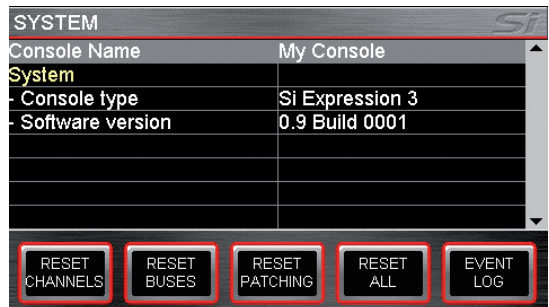 SYSTEM
Si
Console Name My Console
System
- Console type Si Expression 3
- Software version 0.9 Build 0001
RESET CHANNELS
RESET BUSES
RESET PATCHING
RESET ALL
EVENT LOG